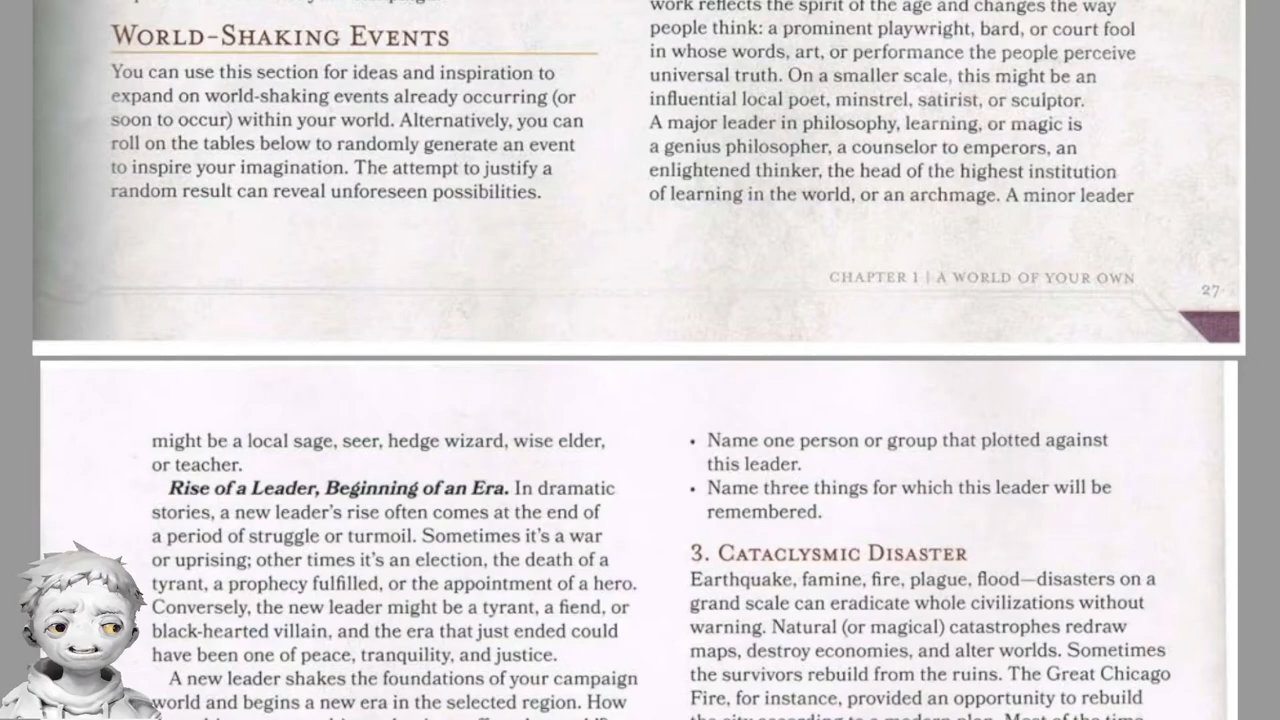 WORLD-SHAKING EVENTS
You can use this section for ideas and inspiration to
expand on world-shaking events already occurring (or
soon to occur) within your world. Alternatively, you can
roll on the tables below to randomly generate an event
to inspire your imagination. The attempt to justify a
random result can reveal unforeseen possibilities.
work reflects the spirit of the age and changes the way
people think: a prominent playwright, bard, or court fool
in whose words, art, or performance the people perceive
universal truth. On a smaller scale, this might be an
influential local poet, minstrel, satirist, or sculptor.
A major leader in philosophy, learning, or magic is
a genius philosopher, a counselor to emperors, an
enlightened thinker, the head of the highest institution
of learning in the world, or an archmage. A minor leader
CHAPTER 1 | A WORLD OF YOUR OWN
27
might be a local sage, seer, hedge wizard, wise elder,
or teacher.
Rise of a Leader, Beginning of an Era. In dramatic
stories, a new leader's rise often comes at the end of
a period of struggle or turmoil. Sometimes it's a war
or uprising; other times it's an election, the death of a
tyrant, a prophecy fulfilled, or the appointment of a hero.
Conversely, the new leader might be a tyrant, a fiend, or
black-hearted villain, and the era that just ended could
have been one of peace, tranquility, and justice.
A new leader shakes the foundations of your campaign
world and begins a new era in the selected region. How
• Name one person or group that plotted against
this leader.
• Name three things for which this leader will be
remembered.
3. CATACLYSMIC DISASTER
Earthquake, famine, fire, plague, flood—disasters on a
grand scale can eradicate whole civilizations without
warning. Natural (or magical) catastrophes redraw
maps, destroy economies, and alter worlds. Sometimes
the survivors rebuild from the ruins. The Great Chicago
Fire, for instance, provided an opportunity to rebuild